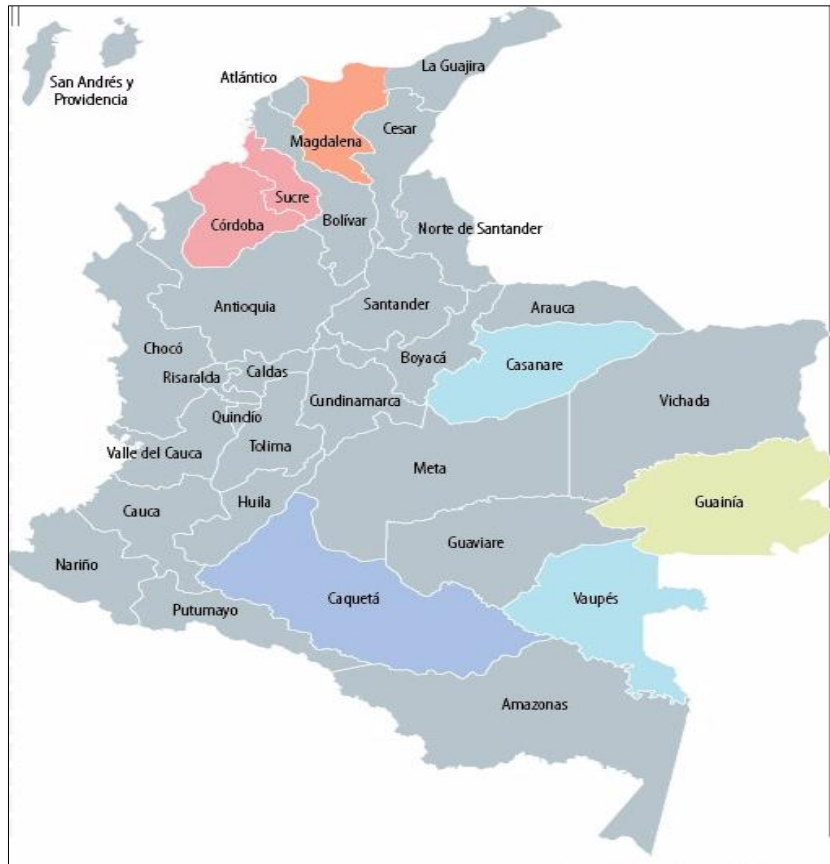 La Guajira
Atlántico
San Andrés y
Providencia
Cesar
Magdalena
Sucre
Córdoba
Bolívar
Norte de Santander
Antioquia
Santander
Arauca
Chocó
Boyacá
Casanare
Risaralda
Caldas
Cundinamarca
Vichada
Quindío
Tolima
Valle del Cauca
Meta
Huila
Guainía
Cauca
Guaviare
Nariño
Caquetá
Vaupés
Putumayo
Amazonas